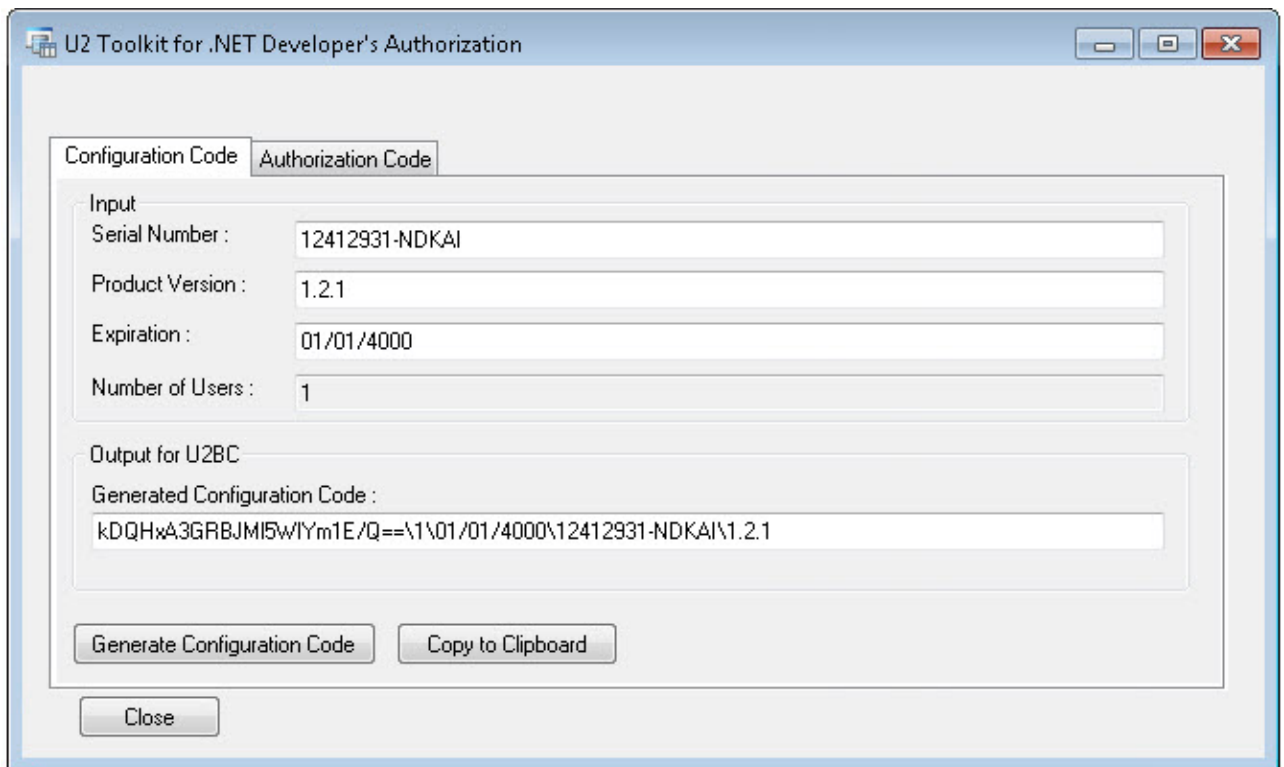 U2 Toolkit for .NET Developer's Authorization
Configuration Code
Authorization Code
Input
Serial Number :
12412931-NDKAI
Product Version :
1.2.1
Expiration :
01/01/4000
Number of Users :
1
Output for U2BC
Generated Configuration Code :
kDQHxA3GRBJMl5WlYm1E/Q==\1\01/01/4000\12412931-NDKAI\1.2.1
Generate Configuration Code
Copy to Clipboard
Close